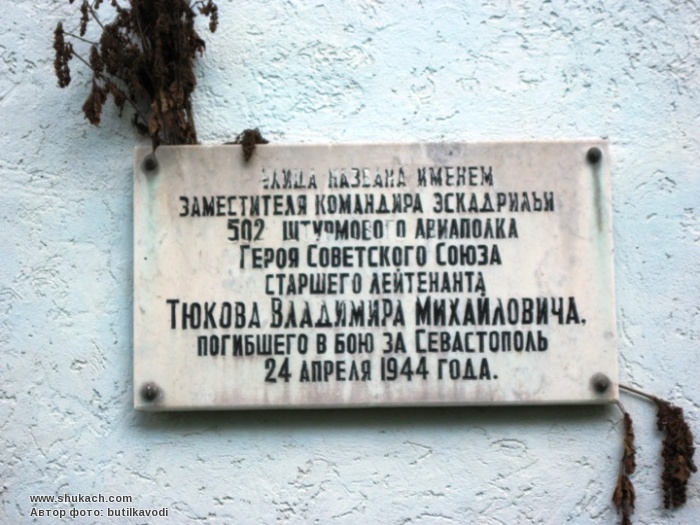 УЛИЦА НАЗВАНА ИМЕНЕМ
ЗАМЕСТИТЕЛЯ КОМАНДИРА ЭСКАДРИЛЬИ
502 ШТУРМОВОГО АВИАПОЛКА
ГЕРОЯ СОВЕТСКОГО СОЮЗА
СТАРШЕГО ЛЕЙТЕНАНТА
ТЮКОВА ВЛАДИМИРА МИХАЙЛОВИЧА,
ПОГИБШЕГО В БОЮ ЗА СЕВАСТОПОЛЬ
24 АПРЕЛЯ 1944 ГОДА.
www.shukach.com
Автор фото: butilkavodi